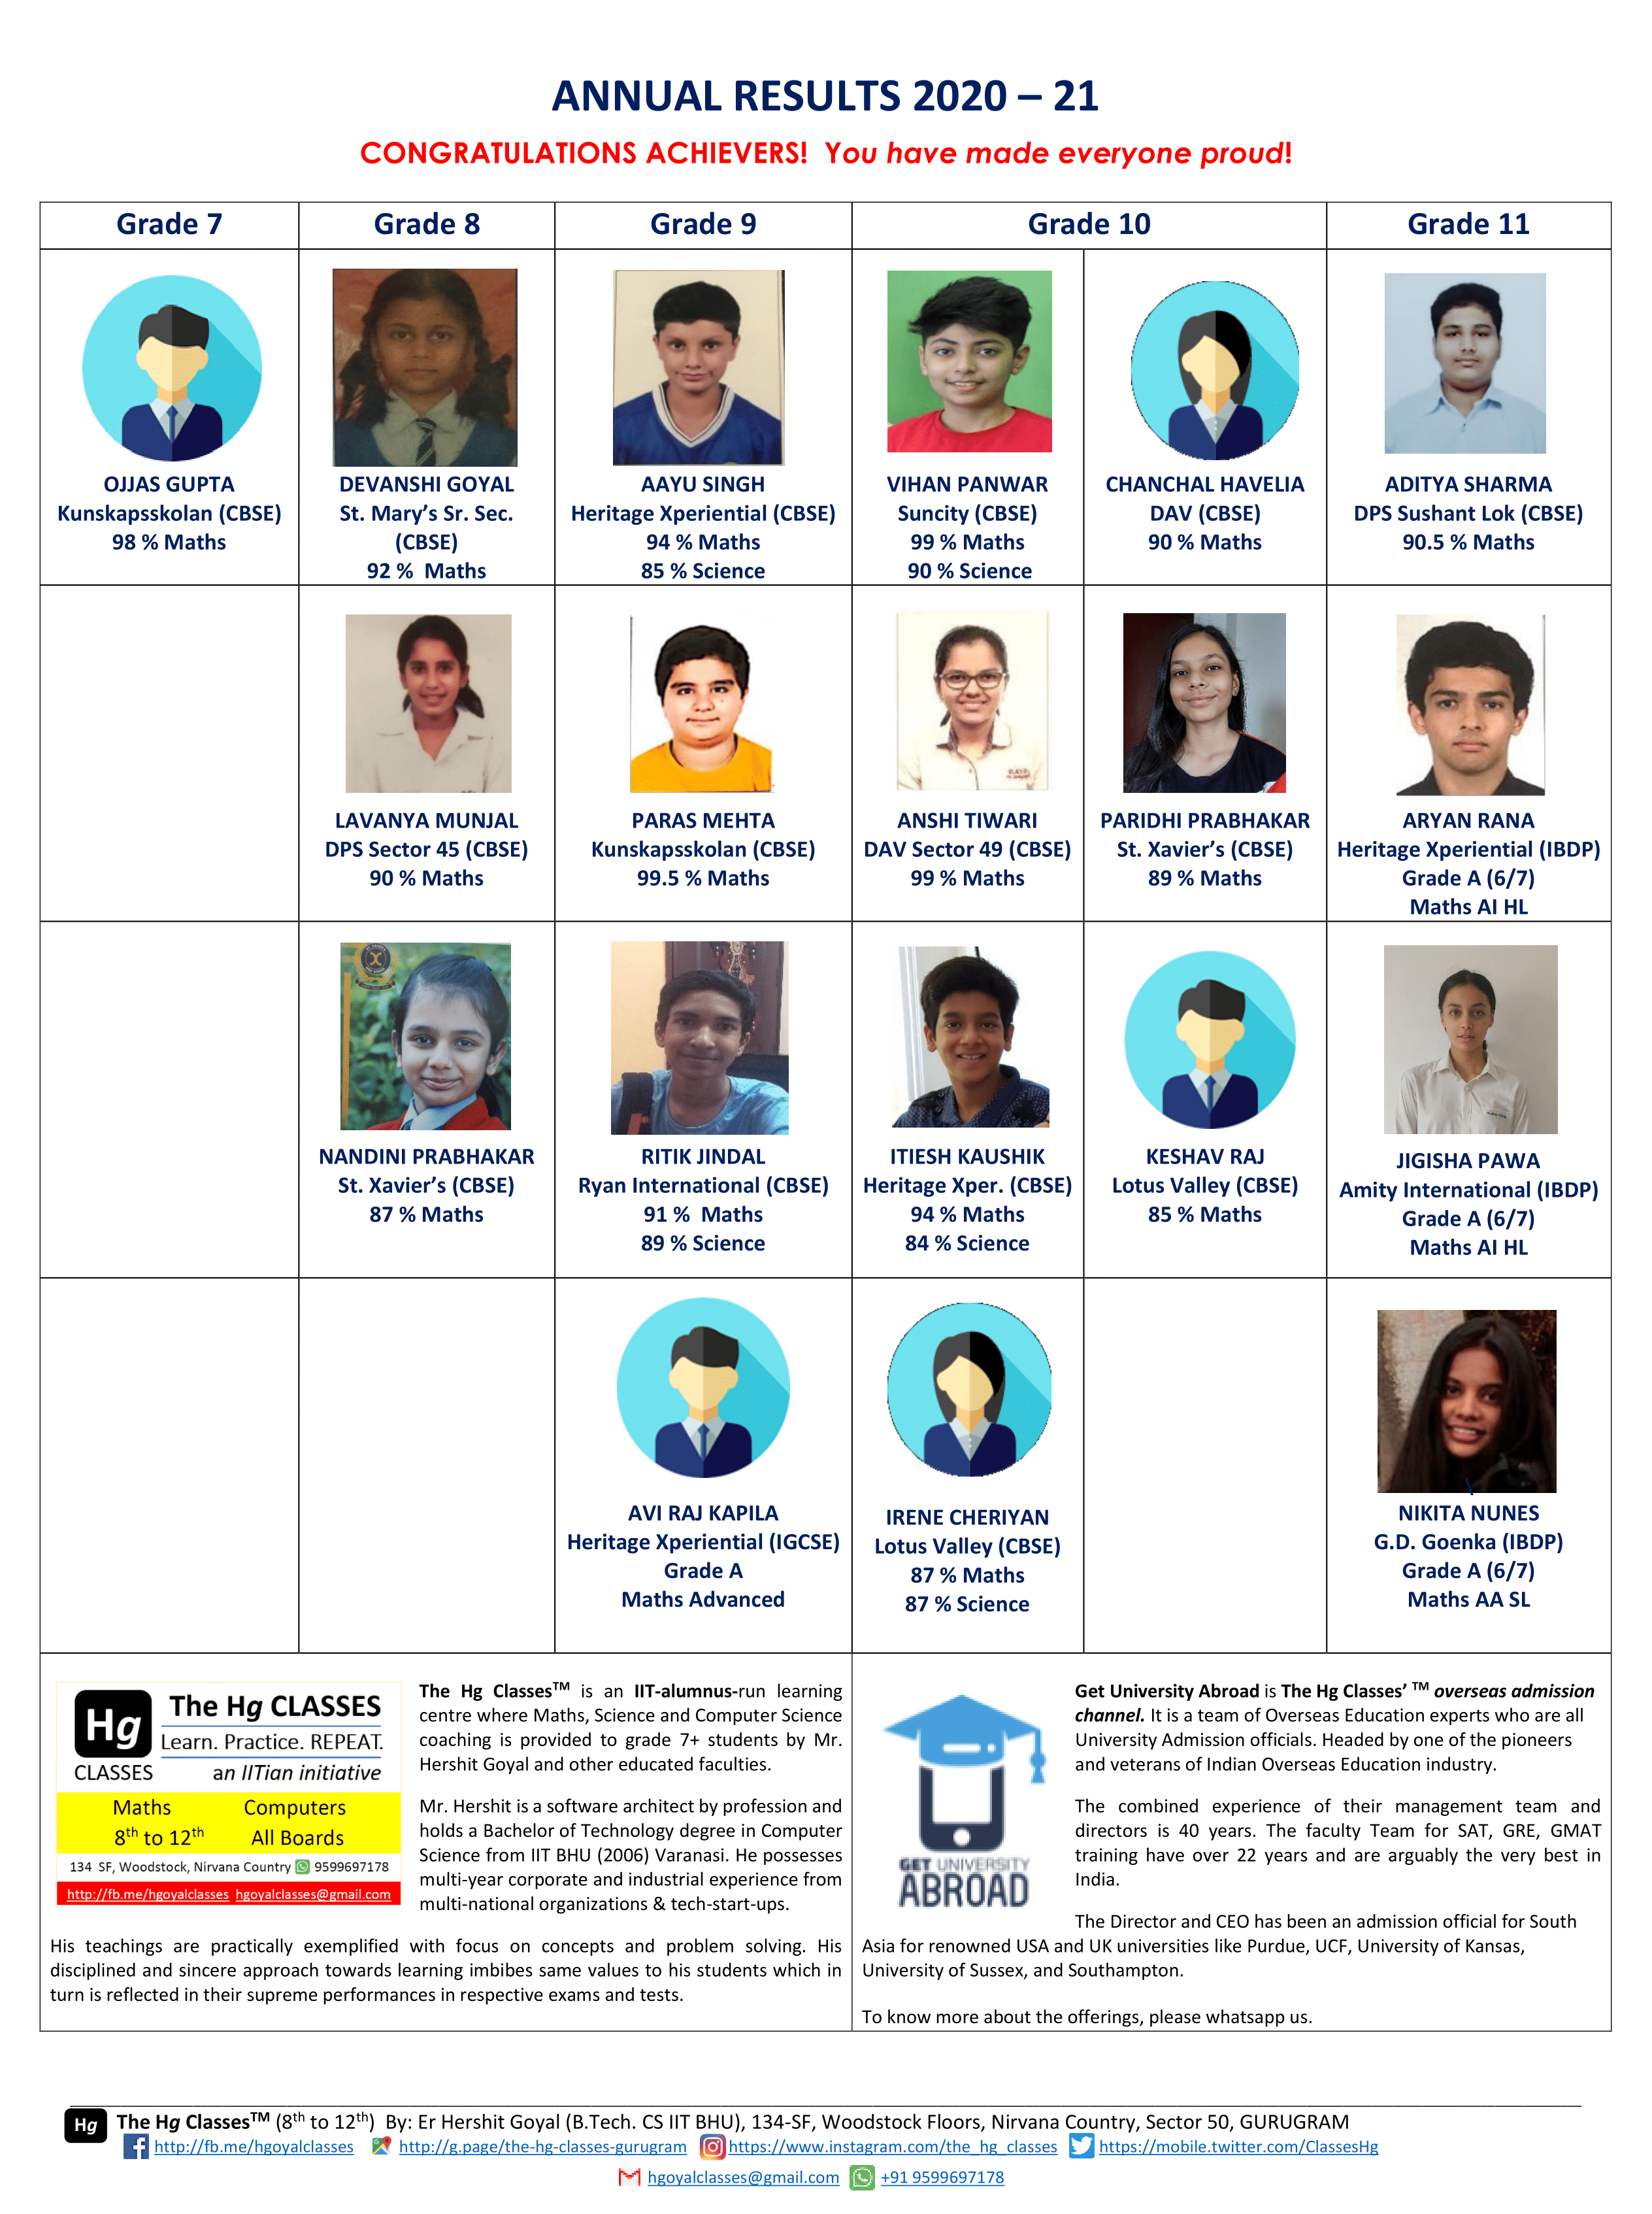 ANNUAL RESULTS 2020 – 21
CONGRATULATIONS ACHIEVERS! You have made everyone proud!
Grade 7
Grade 8
Grade 9
Grade 10
Grade 11
OJJAS GUPTA
Kunskapsskolan (CBSE)
98 % Maths
DEVANSHI GOYAL
St. Mary’s Sr. Sec.
(CBSE)
92 % Maths
AAYU SINGH
Heritage Xperiential (CBSE)
94 % Maths
85 % Science
VIHAN PANWAR
Suncity (CBSE)
99 % Maths
90 % Science
CHANCHAL HAVELIA
DAV (CBSE)
90 % Maths
ADITYA SHARMA
DPS Sushant Lok (CBSE)
90.5 % Maths
LAVANYA MUNJAL
DPS Sector 45 (CBSE)
90 % Maths
PARAS MEHTA
Kunskapsskolan (CBSE)
99.5 % Maths
ANSHI TIWARI
DAV Sector 49 (CBSE)
99 % Maths
PARIDHI PRABHAKAR
St. Xavier’s (CBSE)
89 % Maths
ARYAN RANA
Heritage Xperiential (IBDP)
Grade A (6/7)
Maths AI HL
NANDINI PRABHAKAR
St. Xavier’s (CBSE)
87 % Maths
RITIK JINDAL
Ryan International (CBSE)
91 % Maths
89 % Science
ITIESH KAUSHIK
Heritage Xper. (CBSE)
94 % Maths
84 % Science
KESHAV RAJ
Lotus Valley (CBSE)
85 % Maths
JIGISHA PAWA
Amity International (IBDP)
Grade A (6/7)
Maths AI HL
AVI RAJ KAPILA
Heritage Xperiential (IGCSE)
Grade A
Maths Advanced
IRENE CHERIYAN
Lotus Valley (CBSE)
87 % Maths
87 % Science
NIKITA NUNES
G.D. Goenka (IBDP)
Grade A (6/7)
Maths AA SL
Hg
CLASSES
The Hg CLASSES
Learn. Practice. REPEAT.
an IITian initiative
Maths Computers
8th to 12th All Boards
134 SF, Woodstock, Nirvana Country 9599697178
http://fb.me/hgoyalclasses hgoyalclasses@gmail.com
The Hg Classes™ is an IIT-alumnus-run learning
centre where Maths, Science and Computer Science
coaching is provided to grade 7+ students by Mr.
Hershit Goyal and other educated faculties.
Mr. Hershit is a software architect by profession and
holds a Bachelor of Technology degree in Computer
Science from IIT BHU (2006) Varanasi. He possesses
multi-year corporate and industrial experience from
multi-national organizations & tech-start-ups.
His teachings are practically exemplified with focus on concepts and problem solving. His
disciplined and sincere approach towards learning imbibes same values to his students which in
turn is reflected in their supreme performances in respective exams and tests.
GET UNIVERSITY
ABROAD
Get University Abroad is The Hg Classes’ ™ overseas admission
channel. It is a team of Overseas Education experts who are all
University Admission officials. Headed by one of the pioneers
and veterans of Indian Overseas Education industry.
The combined experience of their management team and
directors is 40 years. The faculty Team for SAT, GRE, GMAT
training have over 22 years and are arguably the very best in
India.
The Director and CEO has been an admission official for South
Asia for renowned USA and UK universities like Purdue, UCF, University of Kansas,
University of Sussex, and Southampton.
To know more about the offerings, please whatsapp us.
Hg The Hg Classes™ (8th to 12th) By: Er Hershit Goyal (B.Tech. CS IIT BHU), 134-SF, Woodstock Floors, Nirvana Country, Sector 50, GURUGRAM
http://fb.me/hgoyalclasses http://g.page/the-hg-classes-gurugram https://www.instagram.com/the_hg_classes https://mobile.twitter.com/ClassesHg
hgoyalclasses@gmail.com +91 9599697178